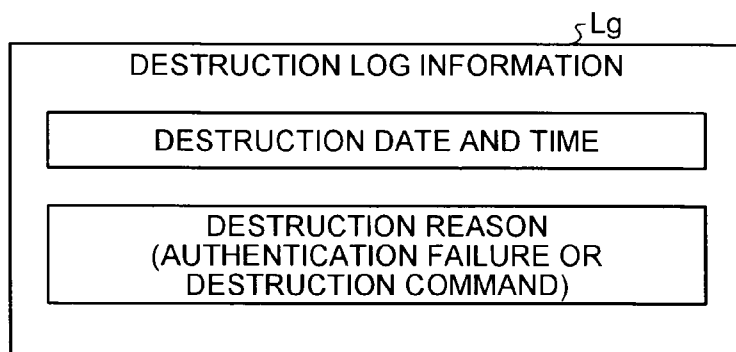 Lg
DESTRUCTION LOG INFORMATION
DESTRUCTION DATE AND TIME
DESTRUCTION REASON
(AUTHENTICATION FAILURE OR
DESTRUCTION COMMAND)